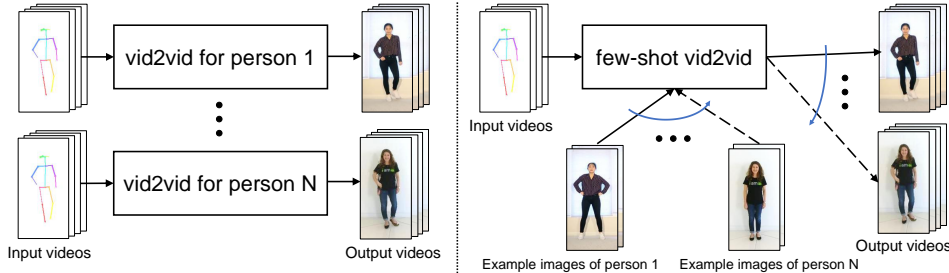 vid2vid for person 1
vid2vid for person N
Input videos
Output videos
few-shot vid2vid
Input videos
Example images of person 1
Example images of person N
Output videos